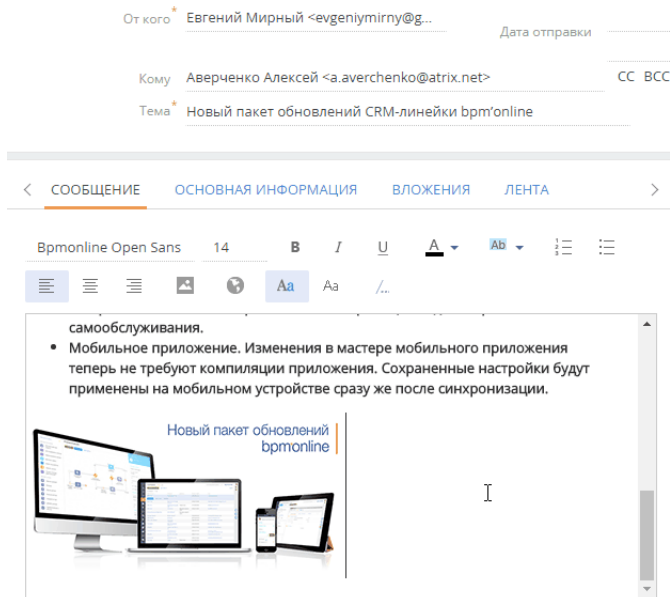 От кого* Евгений Мирный <evgeniymirny@g...
Дата отправки
Кому Аверченко Алексей <a.averchenko@atrix.net> CC BCC
Тема* Новый пакет обновлений CRM-линейки bpm'online
СООБЩЕНИЕ ОСНОВНАЯ ИНФОРМАЦИЯ ВЛОЖЕНИЯ ЛЕНТА
Bpmonline Open Sans 14 B I U A Ab
Aa Aa
самообслуживания.
• Мобильное приложение. Изменения в мастере мобильного приложения
теперь не требуют компиляции приложения. Сохраненные настройки будут
применены на мобильном устройстве сразу же после синхронизации.
Новый пакет обновлений
bpmonline